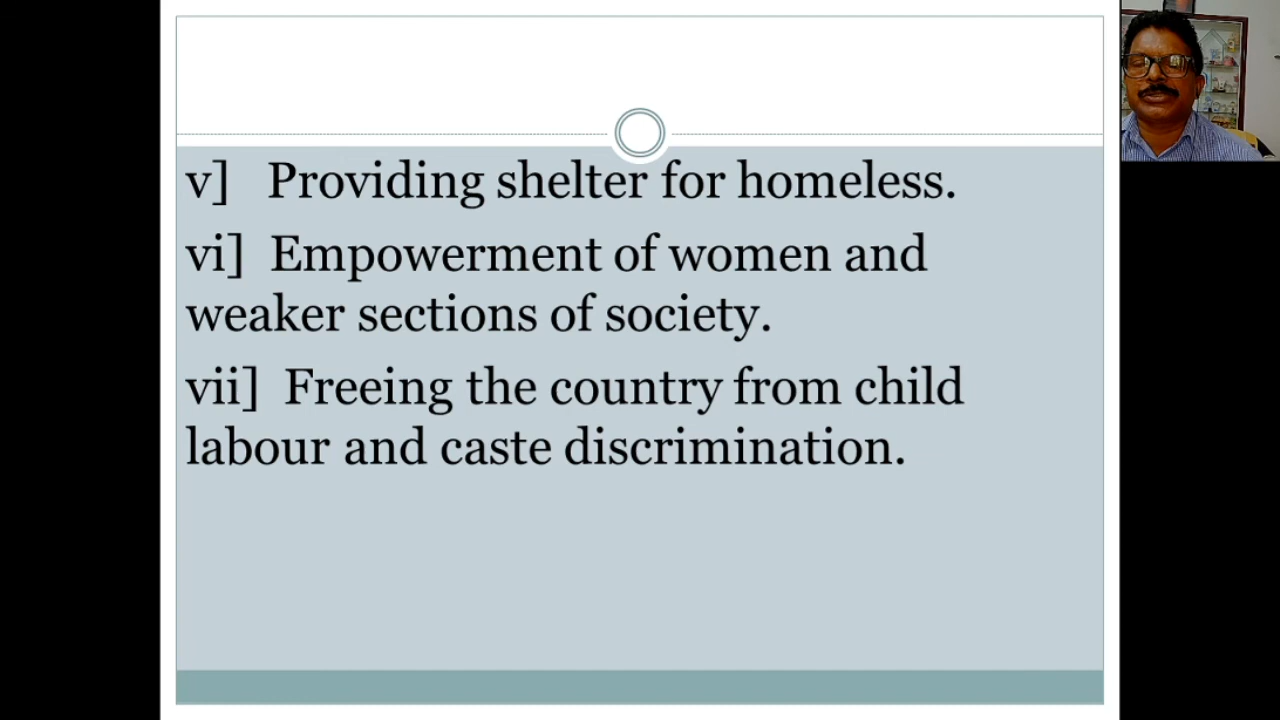 v]   Providing shelter for homeless.
vi]  Empowerment of women and
weaker sections of society.
vii]  Freeing the country from child
labour and caste discrimination.